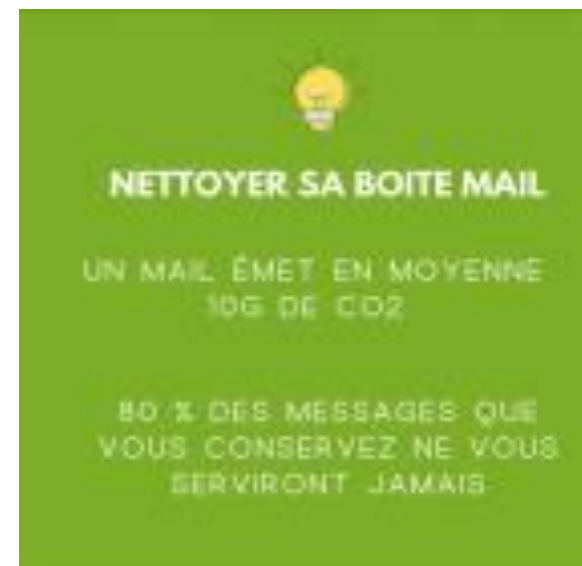 NETTOYER SA BOITE MAIL
UN MAIL ÉMET EN MOYENNE
10G DE CO2
80 % DES MESSAGES QUE
VOUS CONSERVEZ NE VOUS
SERVIRONT JAMAIS